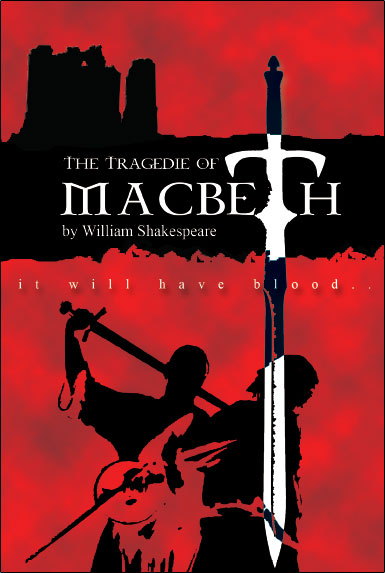 THE TRAGEDIE OF
MACBETH
by William Shakespeare
it will have blood..